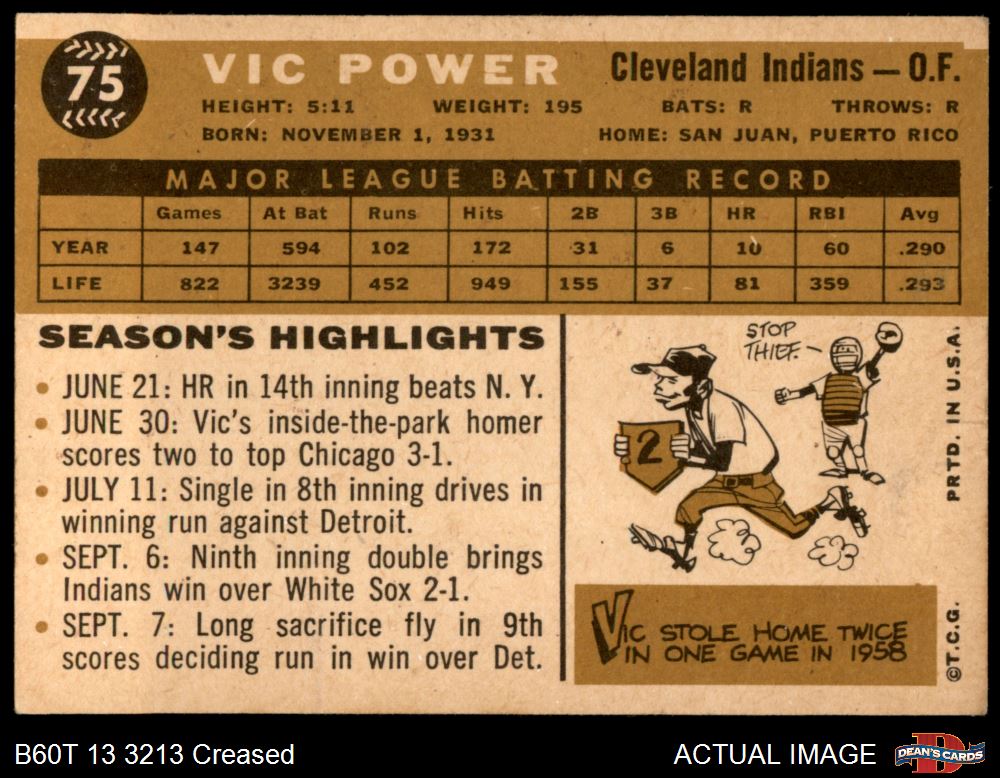 75
VIC POWER
Cleveland Indians — O.F.
HEIGHT: 5:11 WEIGHT: 195 BATS: R THROWS: R
BORN: NOVEMBER 1, 1931 HOME: SAN JUAN, PUERTO RICO
MAJOR LEAGUE BATTING RECORD
Games At Bat Runs Hits 2B 3B HR RBI Avg
YEAR 147 594 102 172 31 6 10 60 .290
LIFE 822 3239 452 949 155 37 81 359 .293
SEASON'S HIGHLIGHTS
• JUNE 21: HR in 14th inning beats N. Y.
• JUNE 30: Vic's inside-the-park homer
scores two to top Chicago 3-1.
• JULY 11: Single in 8th inning drives in
winning run against Detroit.
• SEPT. 6: Ninth inning double brings
Indians win over White Sox 2-1.
• SEPT. 7: Long sacrifice fly in 9th
scores deciding run in win over Det.
STOP
THIEF.
2
VIC STOLE HOME TWICE
IN ONE GAME IN 1958
©T.C.G. PRTD. IN U.S.A.
B60T 13 3213 Creased
ACTUAL IMAGE
DEAN'S CARDS